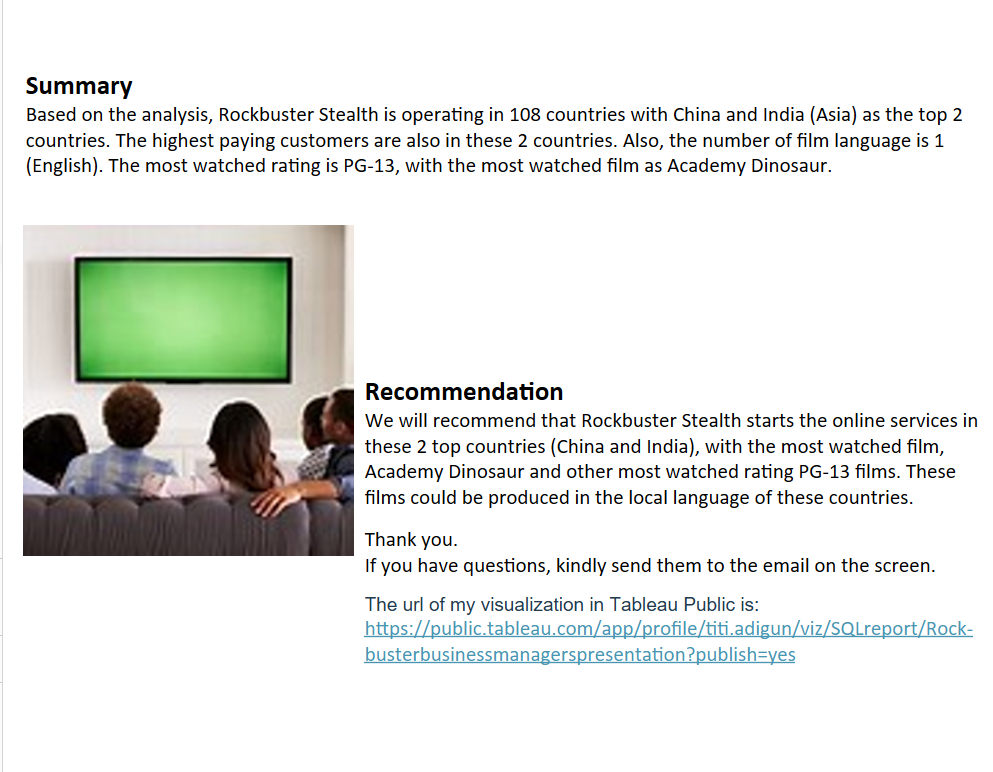 Summary
Based on the analysis, Rockbuster Stealth is operating in 108 countries with China and India (Asia) as the top 2
countries. The highest paying customers are also in these 2 countries. Also, the number of film language is 1
(English). The most watched rating is PG-13, with the most watched film as Academy Dinosaur.
Recommendation
We will recommend that Rockbuster Stealth starts the online services in
these 2 top countries (China and India), with the most watched film,
Academy Dinosaur and other most watched rating PG-13 films. These
films could be produced in the local language of these countries.
Thank you.
If you have questions, kindly send them to the email on the screen.
The url of my visualization in Tableau Public is:
https://public.tableau.com/app/profile/titi.adigun/viz/SQLreport/Rock-
busterbusinessmanagerspresentation?publish=yes